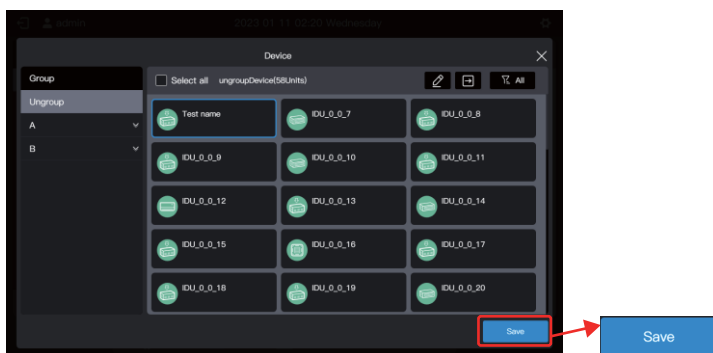 admin 2023 01 11 02:20 Wednesday
Device
Group Select all ungroupDevice(58Units) All
Ungroup
Test name IDU_0_0_7 IDU_0_0_8
A
B
IDU_0_0_9 IDU_0_0_10 IDU_0_0_11
IDU_0_0_12 IDU_0_0_13 IDU_0_0_14
IDU_0_0_15 IDU_0_0_16 IDU_0_0_17
IDU_0_0_18 IDU_0_0_19 IDU_0_0_20
Save
Save